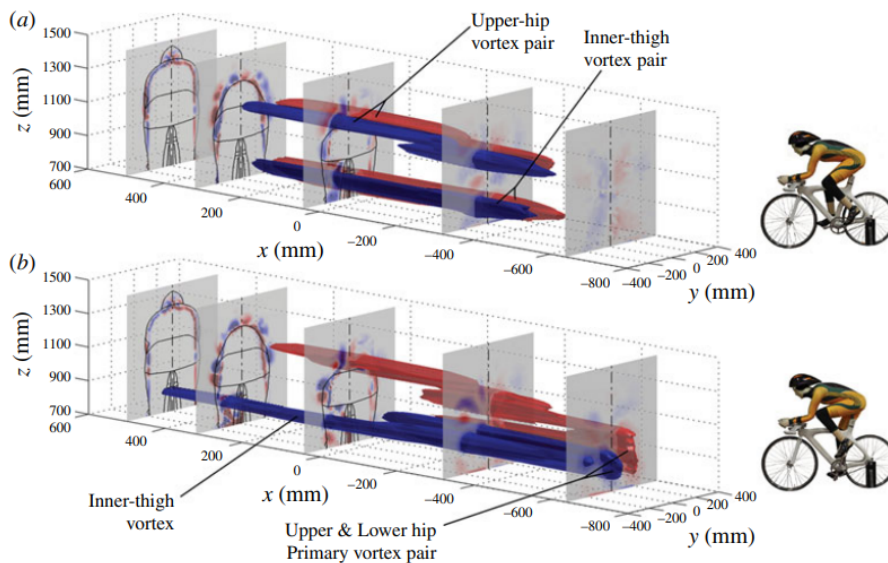 (a)
1500
1300
1100
900
700
600
z (mm)
400
200
0
−200
−400
−600
−800
x (mm)
−400
−200
0
200
400
y (mm)
Upper-hip
vortex pair
Inner-thigh
vortex pair
(b)
1500
1300
1100
900
700
600
z (mm)
400
200
0
−200
−400
−600
−800
x (mm)
−400
−200
0
200
400
y (mm)
Inner-thigh
vortex
Upper & Lower hip
Primary vortex pair